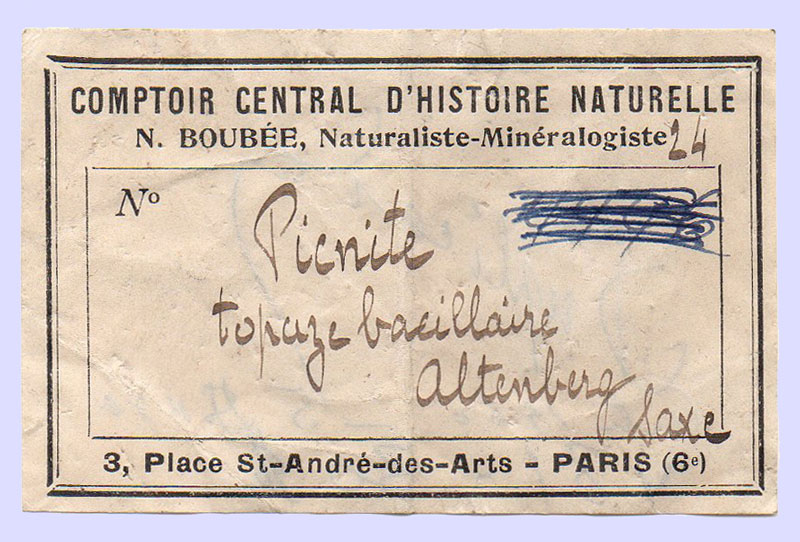 COMPTOIR CENTRAL D'HISTOIRE NATURELLE
N. BOUBÉE, Naturaliste-Minéralogiste 24
Nº
Picnite
topaze bacillaire
Altenberg
Saxe
3, Place St-André-des-Arts - PARIS (6e)